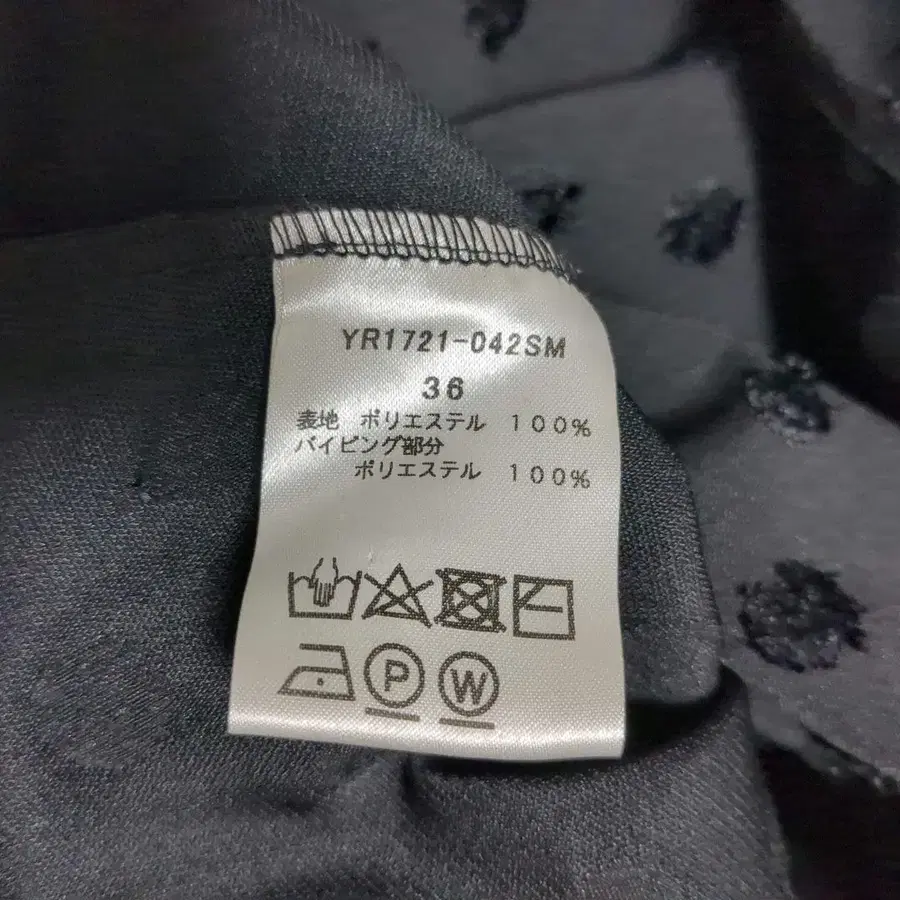 YR1721-042SM
36
表地 ポリエステル 100%
パイピング部分
ポリエステル 100%
P W